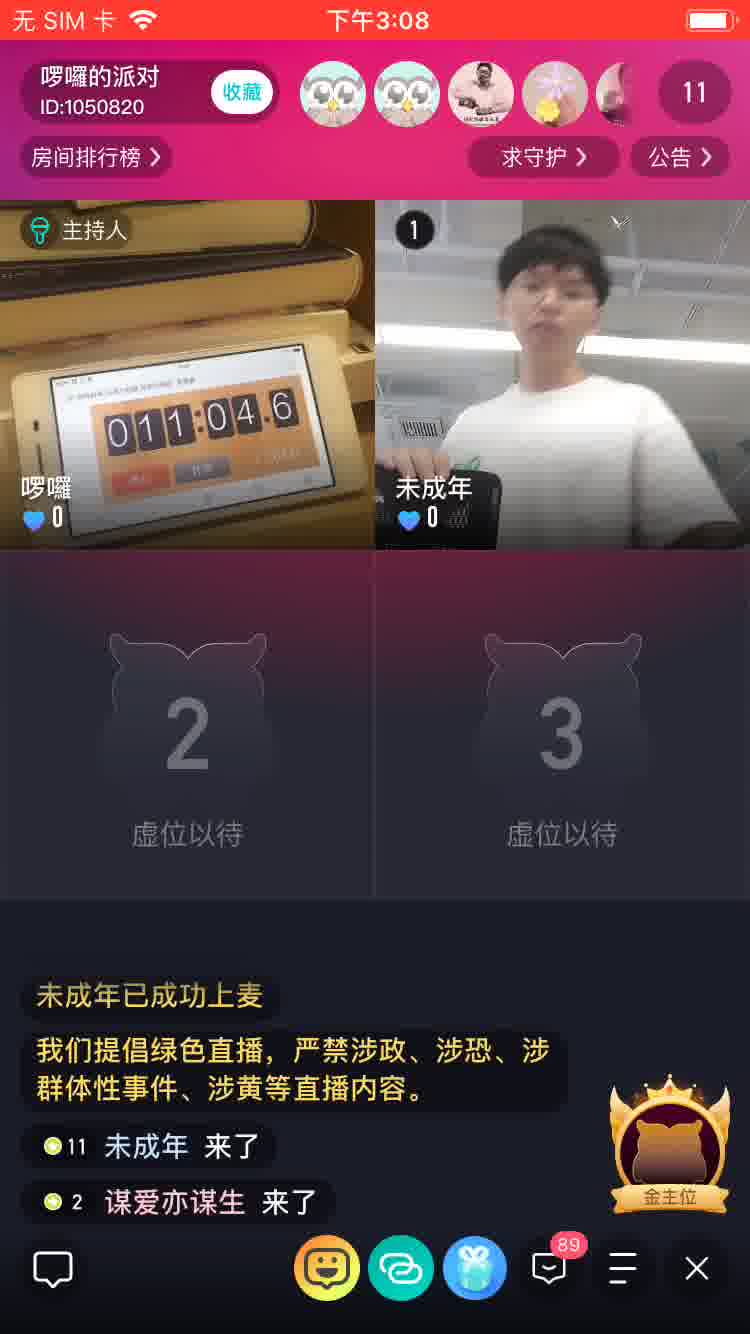 无 SIM 卡
下午3:08
啰囉的派对
ID:1050820
收藏
11
房间排行榜
求守护
公告
主持人
1
011:04.6
啰囉
0
未成年
0
2
虚位以待
3
虚位以待
未成年已成功上麦
我们提倡绿色直播，严禁涉政、涉恐、涉
群体性事件、涉黄等直播内容。
11 未成年 来了
2 谋爱亦谋生 来了
金主位
89